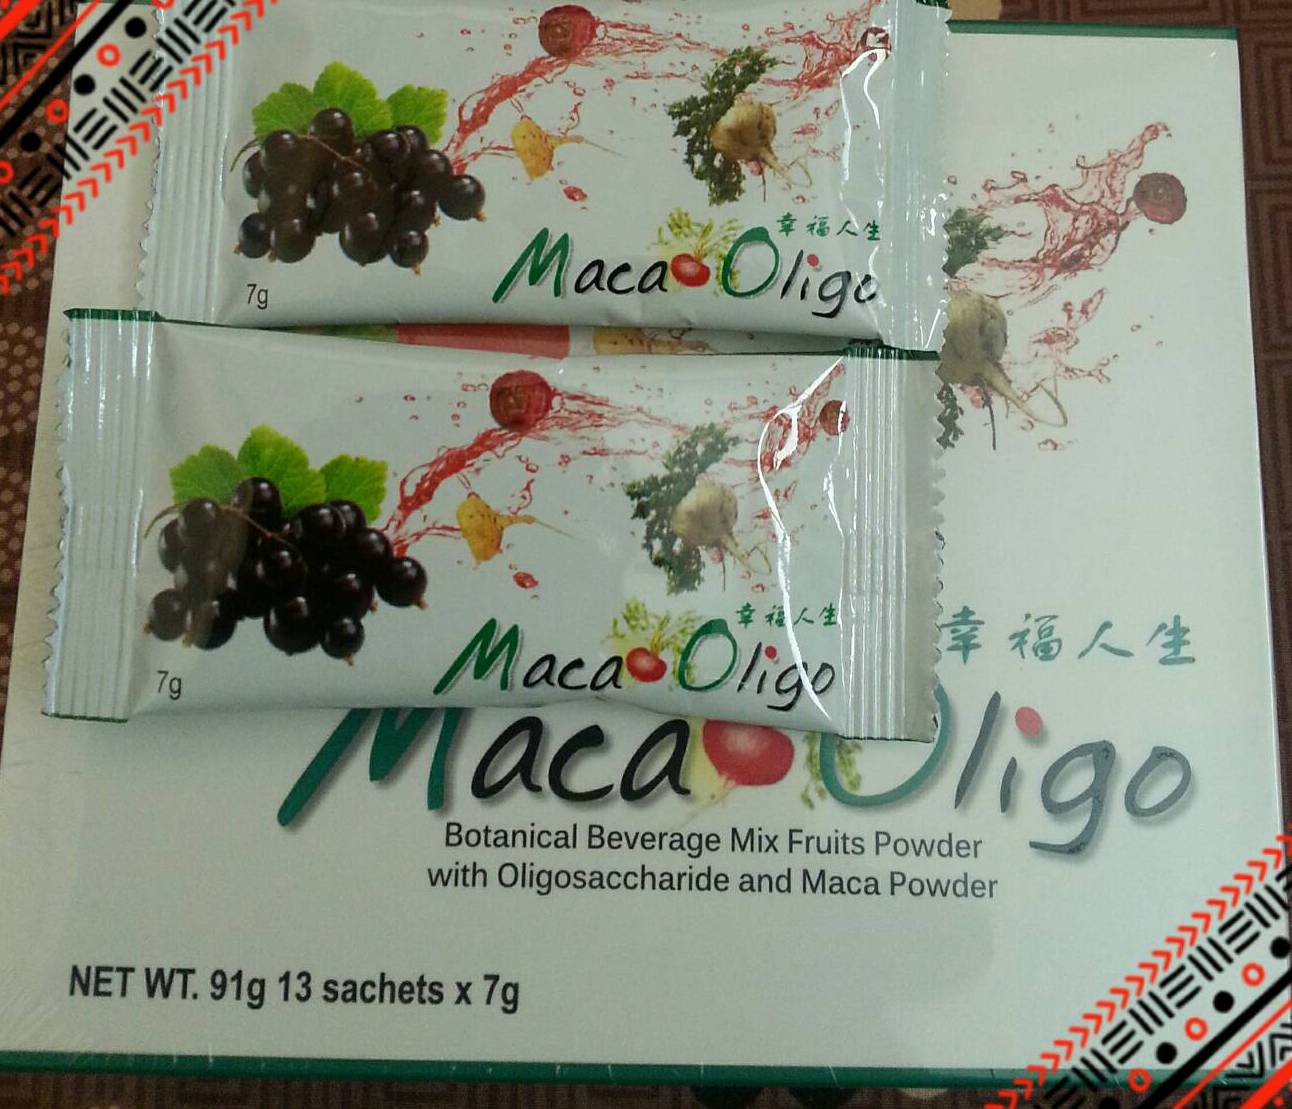 幸福人生
Maca Oligo
7g
幸福人生
Maca Oligo
7g
幸福人生
Maca Oligo
Botanical Beverage Mix Fruits Powder
with Oligosaccharide and Maca Powder
NET WT. 91g 13 sachets x 7g